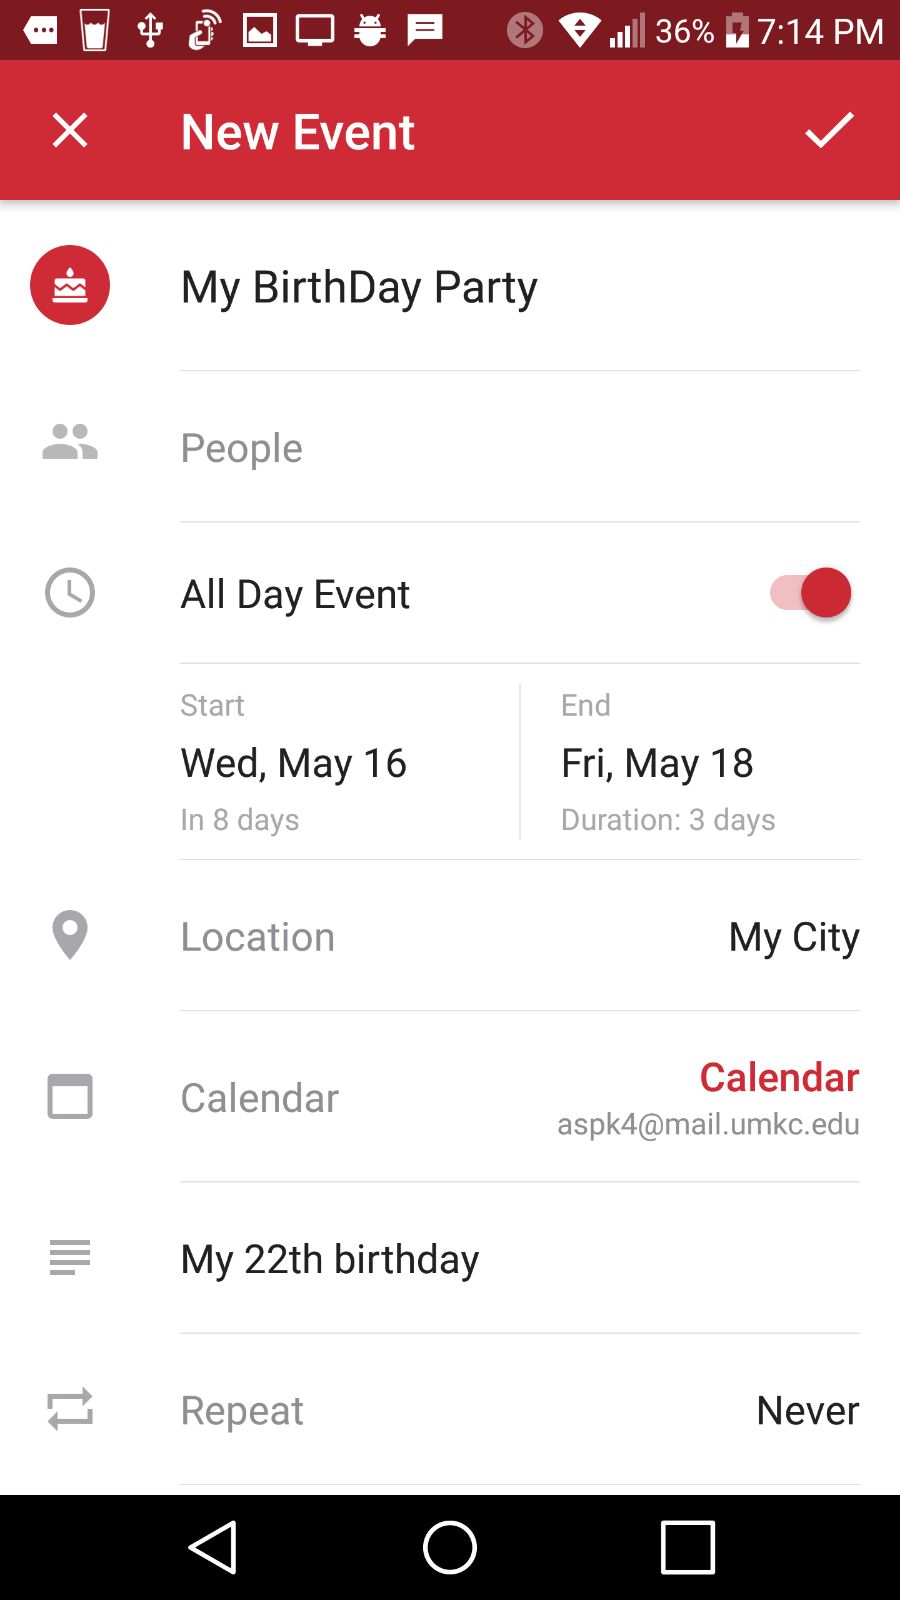 36% 7:14 PM
New Event
My BirthDay Party
People
All Day Event
Start End
Wed, May 16 Fri, May 18
In 8 days Duration: 3 days
Location My City
Calendar
Calendar
aspk4@mail.umkc.edu
My 22th birthday
Repeat Never